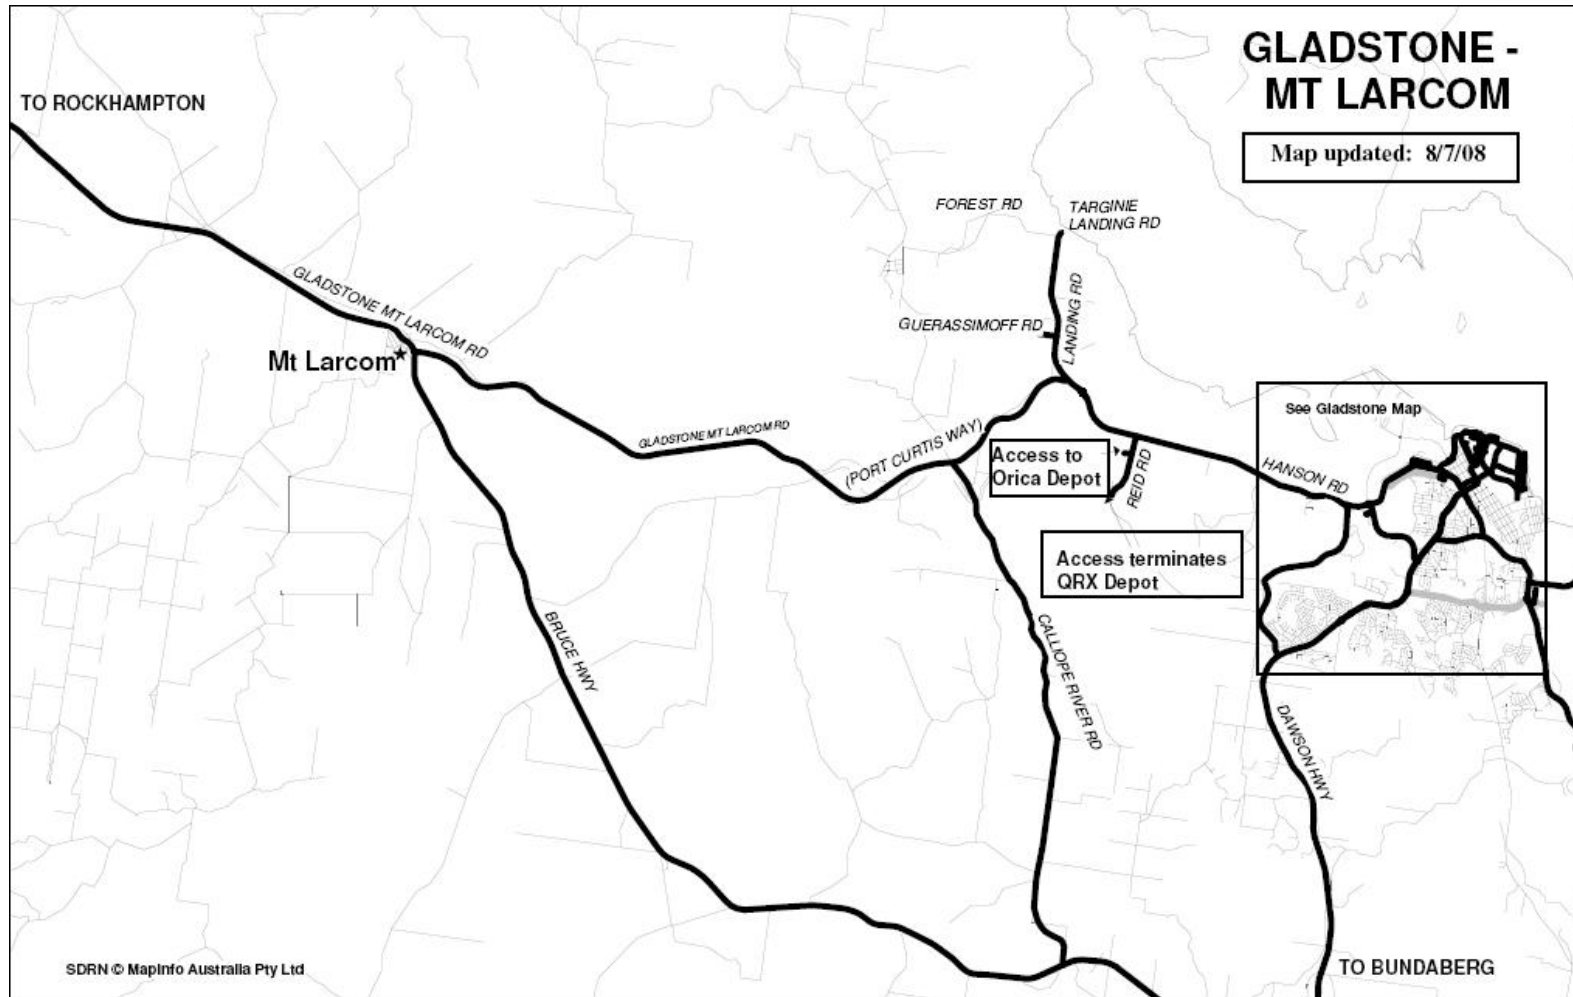 GLADSTONE -
MT LARCOM
Map updated: 8/7/08
TO ROCKHAMPTON
FOREST RD
TARGINIE
LANDING RD
GLADSTONE MT LARCOM RD
LANDING RD
GUERASSIMOFF RD
Mt Larcom
See Gladstone Map
GLADSTONE MT LARCOM RD
(PORT CURTIS WAY)
Access to
Orica Depot
REID RD
HANSON RD
Access terminates
QRX Depot
BRUCE HWY
CALLIOPE RIVER RD
DAWSON HWY
SDRN © MapInfo Australia Pty Ltd
TO BUNDABERG